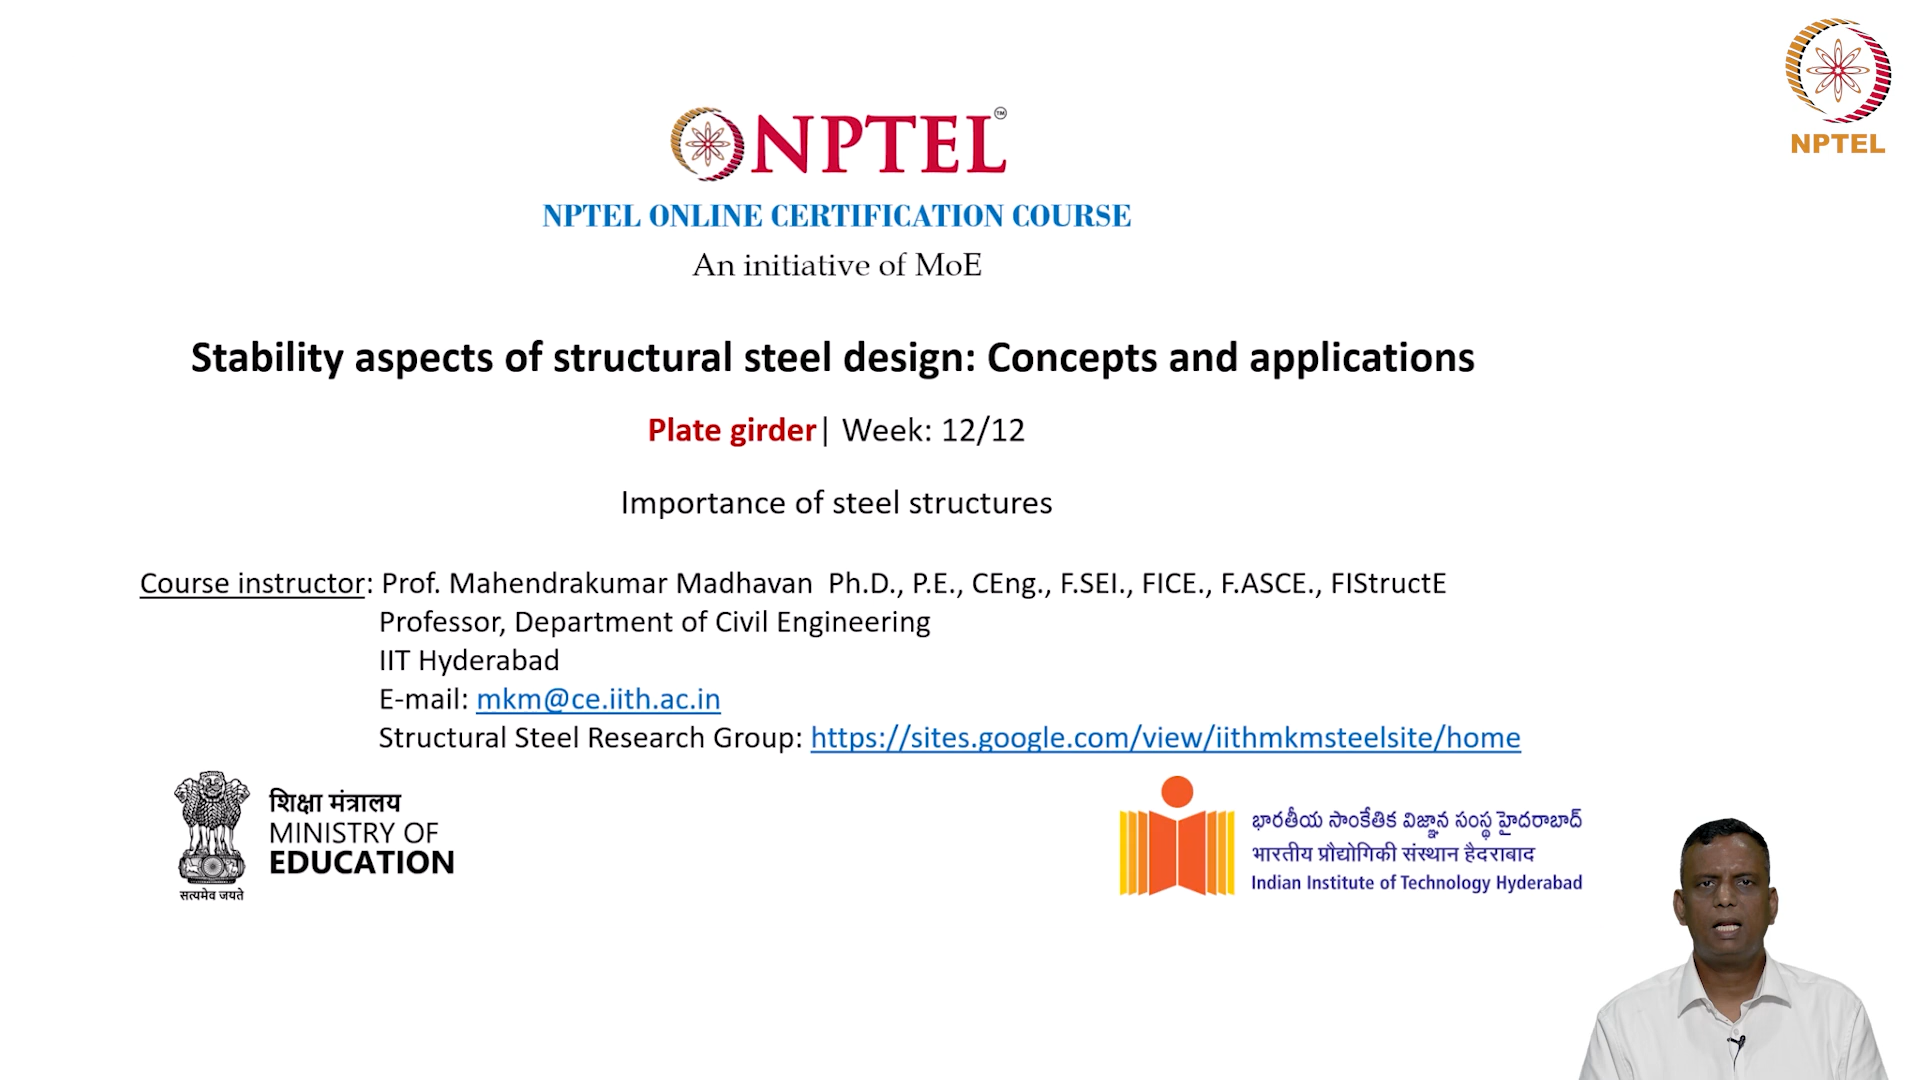 NPTEL™
NPTEL
NPTEL ONLINE CERTIFICATION COURSE
An initiative of MoE
Stability aspects of structural steel design: Concepts and applications
Plate girder| Week: 12/12
Importance of steel structures
Course instructor: Prof. Mahendrakumar Madhavan Ph.D., P.E., CEng., F.SEI., FICE., F.ASCE., FIStructE
Professor, Department of Civil Engineering
IIT Hyderabad
E-mail: mkm@ce.iith.ac.in
Structural Steel Research Group: https://sites.google.com/view/iithmkmsteelsite/home
शिक्षा मंत्रालय
MINISTRY OF
EDUCATION
सत्यमेव जयते
భారతీయ సాంకేతిక విజ్ఞాన సంస్థ హైదరాబాద్
भारतीय प्रौद्योगिकी संस्थान हैदराबाद
Indian Institute of Technology Hyderabad